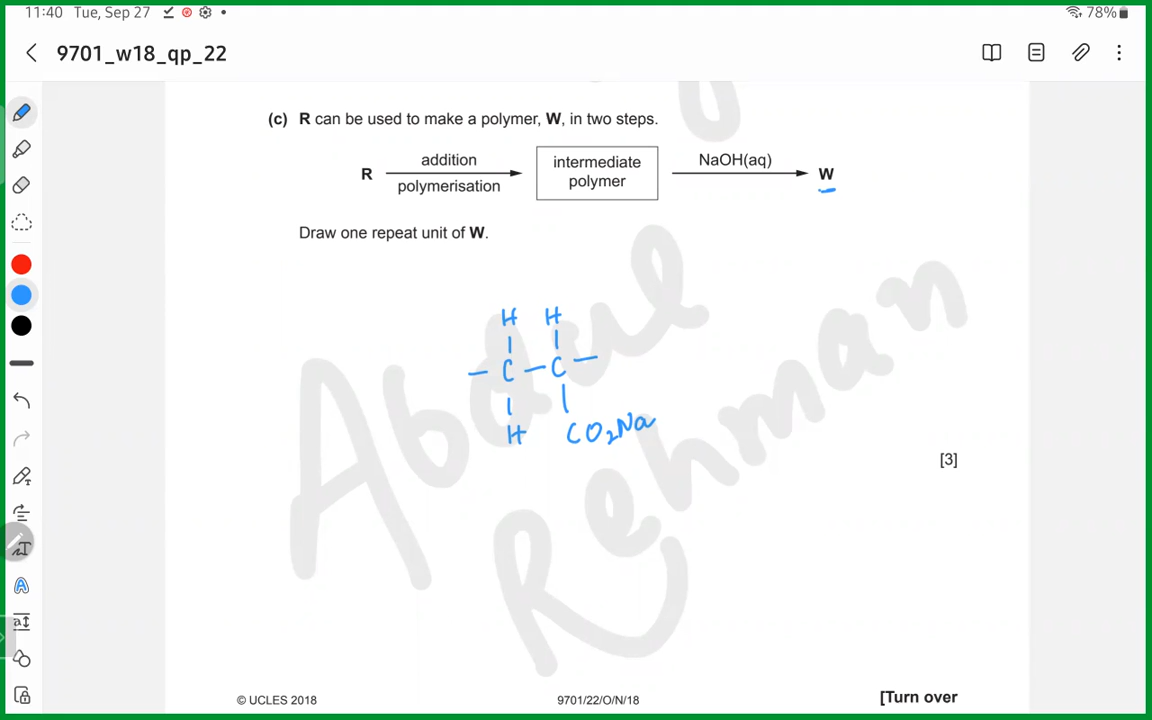 11:40 Tue, Sep 27
78%
9701_w18_qp_22
(c) R can be used to make a polymer, W, in two steps.
R addition polymerisation intermediate polymer NaOH(aq) W
Draw one repeat unit of W.
H H
– C – C –
H CO₂Na
[3]
Abdul
Rehman
© UCLES 2018 9701/22/O/N/18 [Turn over